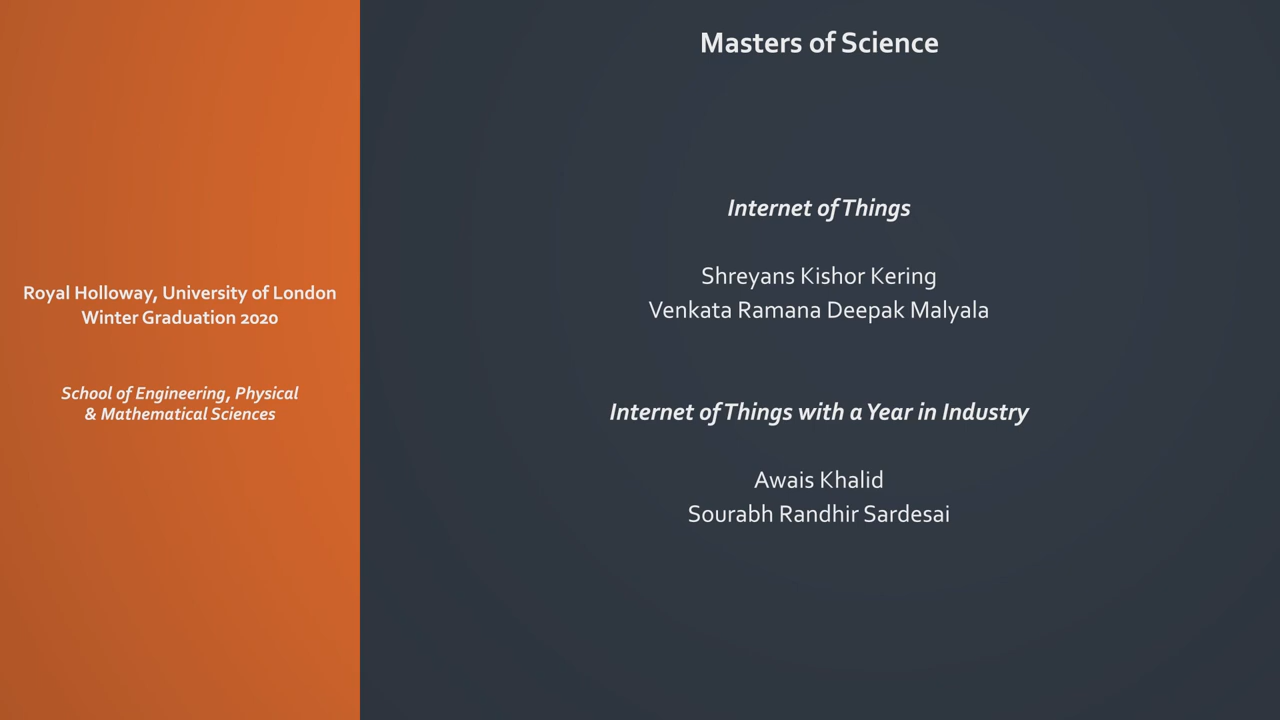 Masters of Science
Royal Holloway, University of London
Winter Graduation 2020
School of Engineering, Physical
& Mathematical Sciences
Internet of Things
Shreyans Kishor Kering
Venkata Ramana Deepak Malyala
Internet of Things with a Year in Industry
Awais Khalid
Sourabh Randhir Sardesai